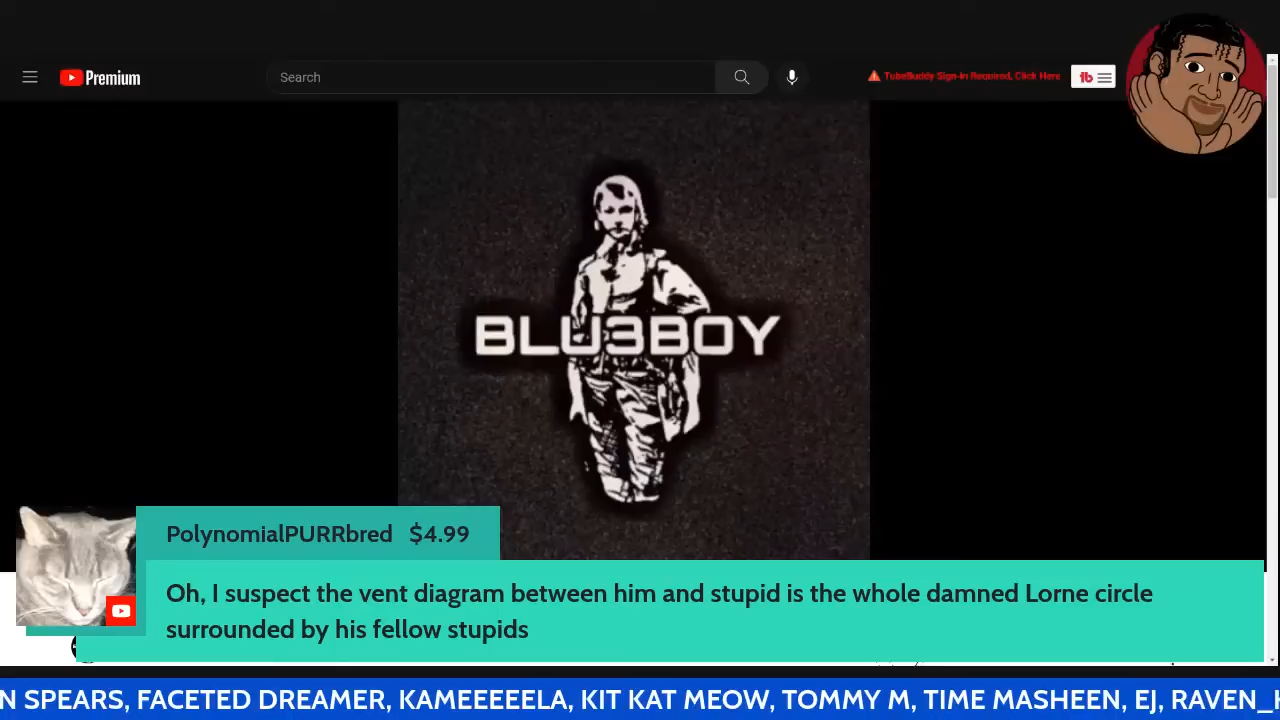 Premium
Search
TubeBuddy Sign-In Required, Click Here
tb
BLU3BOY
PolynomialPURRbred $4.99
Oh, I suspect the vent diagram between him and stupid is the whole damned Lorne circle
surrounded by his fellow stupids
N SPEARS, FACETED DREAMER, KAMEEEEELA, KIT KAT MEOW, TOMMY M, TIME MASHEEN, EJ, RAVEN_